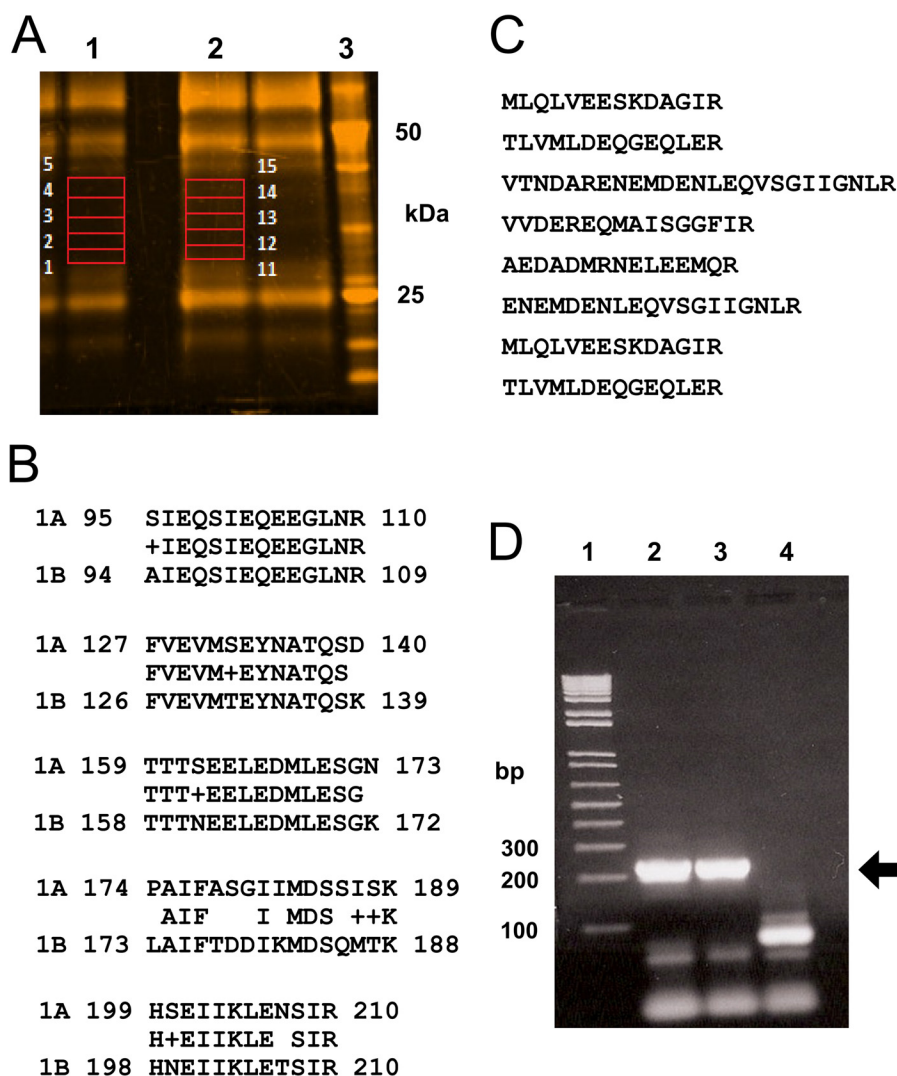 A
1 2 3
50
5 15
4 14
kDa
3 13
2 12
1 11
25
B
1A 95 SIEQSIEQEEGLNR 110
+IEQSIEQEEGLNR
1B 94 AIEQSIEQEEGLNR 109
1A 127 FVEVMSEYNATQSD 140
FVEVM+EYNATQS
1B 126 FVEVMTEYNATQSK 139
1A 159 TTTSEELEDMLESGN 173
TTT+EELEDMLESG
1B 158 TTTNEELEDMLESGK 172
1A 174 PAIFASGIIMDSSISK 189
AIF I MDS ++K
1B 173 LAIFTDDIKMDSQMTK 188
1A 199 HSEIIKLENSIR 210
H+EIIKLE SIR
1B 198 HNEIIKLETSIR 210
C
MLQLVEESKDAGIR
TLVMLDEQGEQLER
VTNDARENEMDENLEQVSGIIGNLR
VVDEREQMAISGGFIR
AEDADMRNELEEMQR
ENEMDENLEQVSGIIGNLR
MLQLVEESKDAGIR
TLVMLDEQGEQLER
D
1 2 3 4
bp
300
200
100